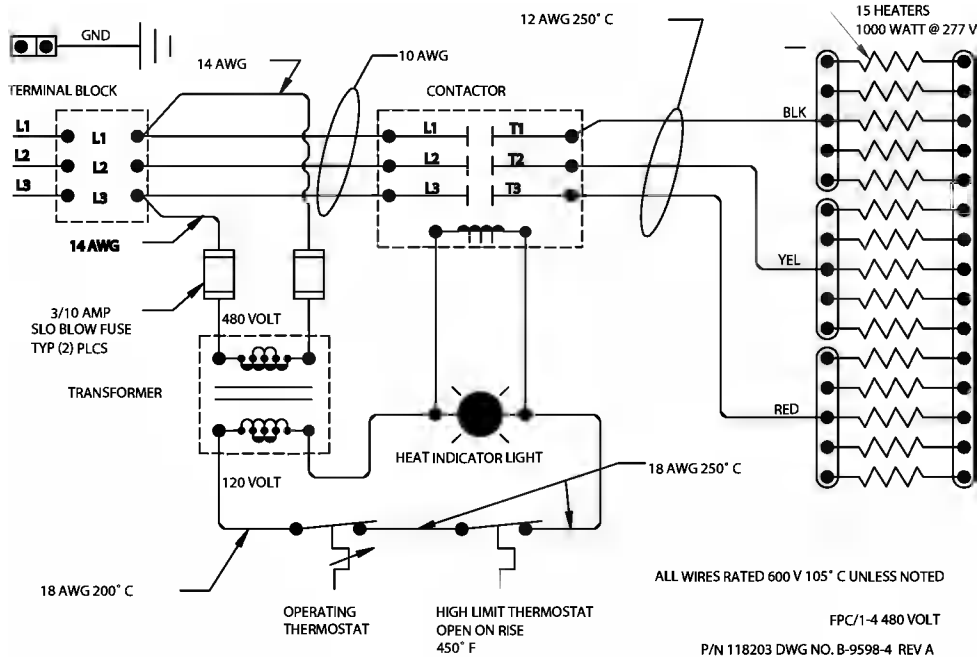 15 HEATERS
1000 WATT @ 277 V
12 AWG 250° C
GND
14 AWG
10 AWG
TERMINAL BLOCK
CONTACTOR
L1 L1 L1 T1
BLK
L2 L2 L2 T2
L3 L3 L3 T3
14 AWG
YEL
3/10 AMP
SLO BLOW FUSE
TYP (2) PLCS
480 VOLT
TRANSFORMER
RED
HEAT INDICATOR LIGHT
120 VOLT
18 AWG 250° C
18 AWG 200° C
OPERATING
THERMOSTAT
HIGH LIMIT THERMOSTAT
OPEN ON RISE
450° F
ALL WIRES RATED 600 V 105° C UNLESS NOTED
FPC/1-4 480 VOLT
P/N 118203 DWG NO. B-9598-4 REV A